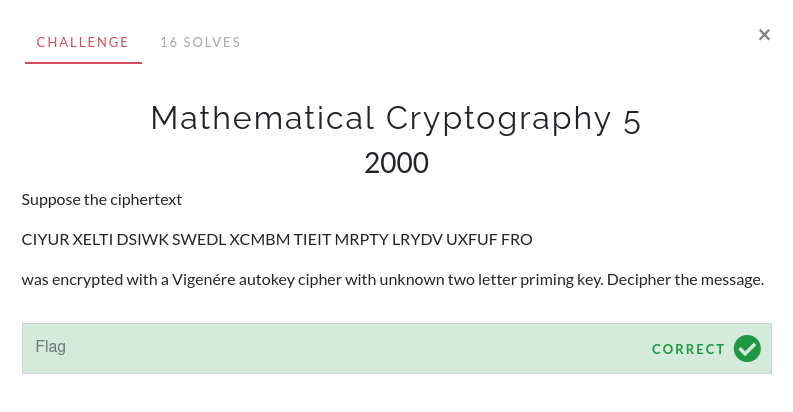 CHALLENGE 16 SOLVES ×
Mathematical Cryptography 5
2000
Suppose the ciphertext
CIYUR XELTI DSIWK SWEDL XCMBM TIEIT MRPTY LRYDV UXFUF FRO
was encrypted with a Vigenére autokey cipher with unknown two letter priming key. Decipher the message.
Flag CORRECT